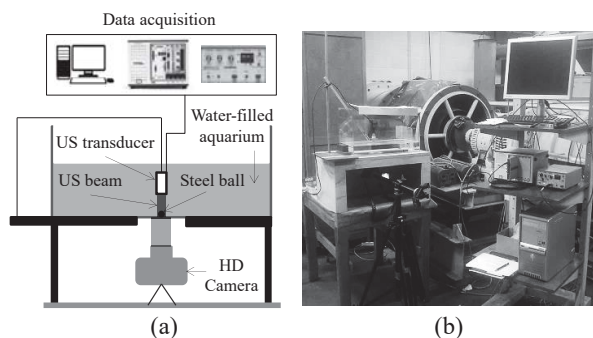 Data acquisition
Water-filled
aquarium
US transducer
US beam
Steel ball
HD
Camera
(a)
(b)